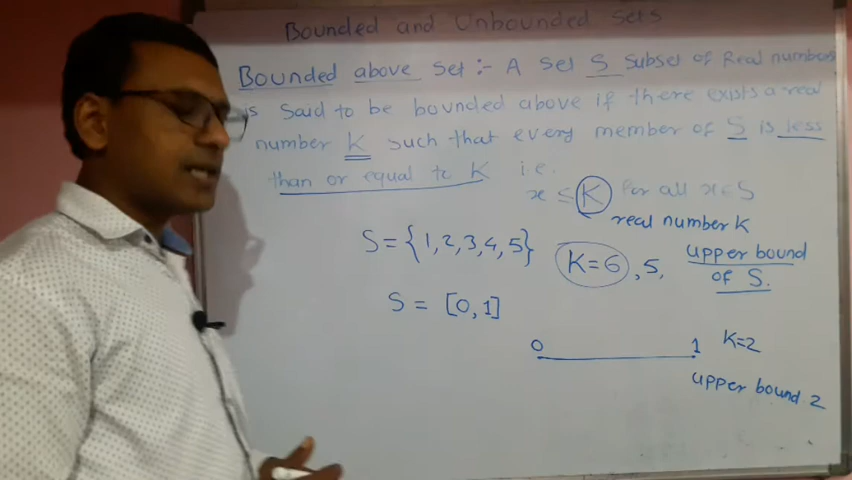 Bounded and Unbounded Sets
Bounded above set :- A set S subset of Real numbers
is said to be bounded above if there exists a real
number K such that every member of S is less
than or equal to K i.e.
x ≤ K for all x ∈ S
real number K
S = {1, 2, 3, 4, 5} K = 6, 5, upper bound
of S.
S = [0, 1]
0 1 K=2
upper bound 2